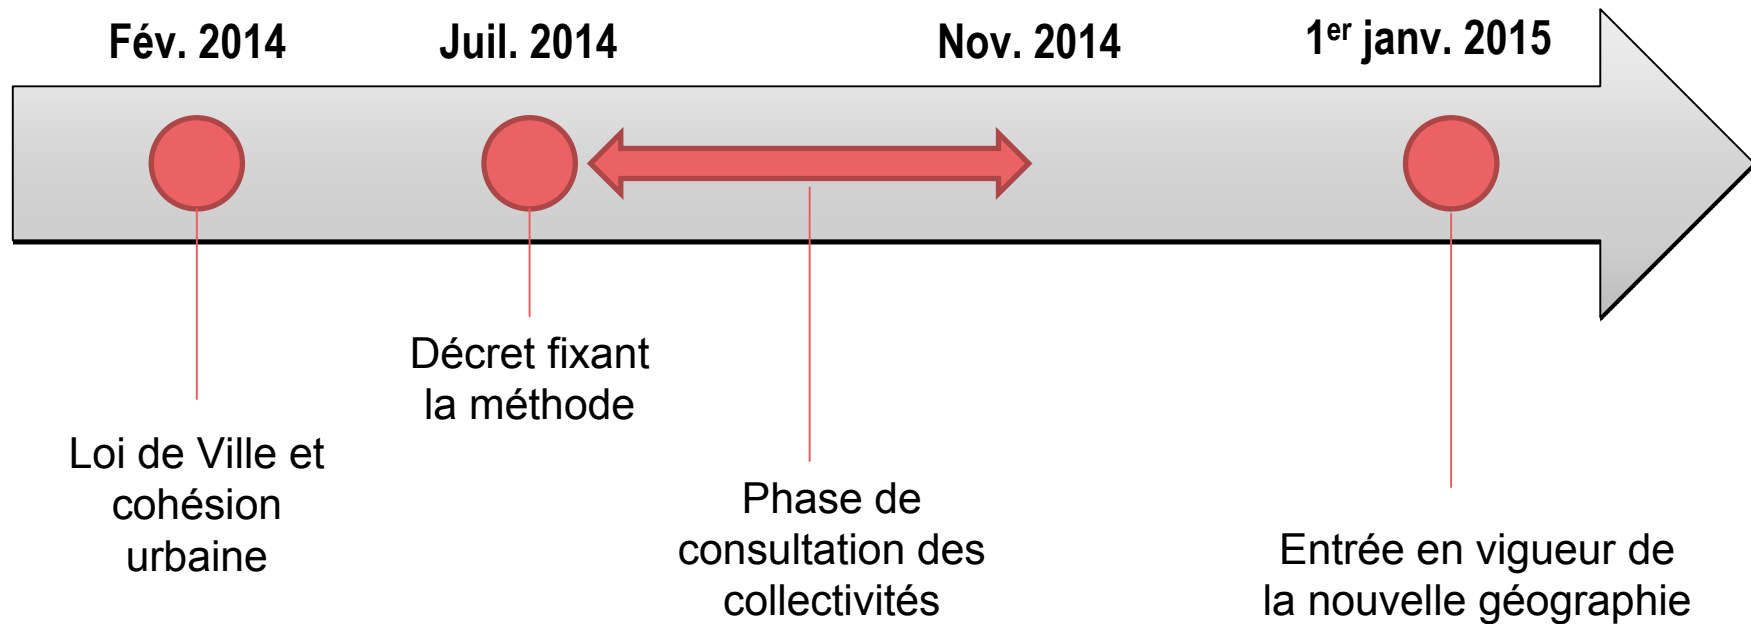 Fév. 2014
Juil. 2014
Nov. 2014
1er janv. 2015
Décret fixant
la méthode
Loi de Ville et
cohésion
urbaine
Phase de
consultation des
collectivités
Entrée en vigueur de
la nouvelle géographie